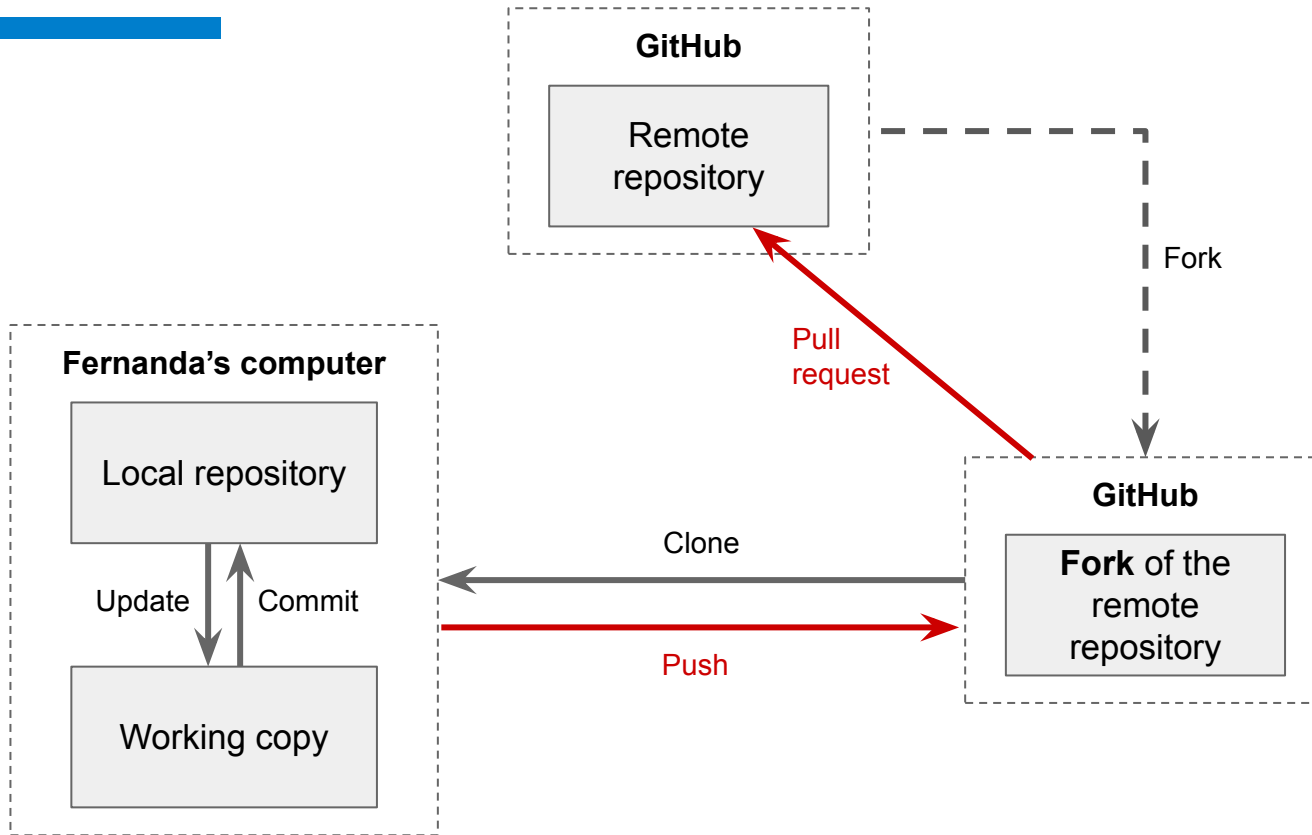 GitHub
Remote
repository
Fork
Pull
request
Fernanda’s computer
Local repository
Update
Commit
Working copy
Clone
Push
GitHub
Fork of the
remote
repository